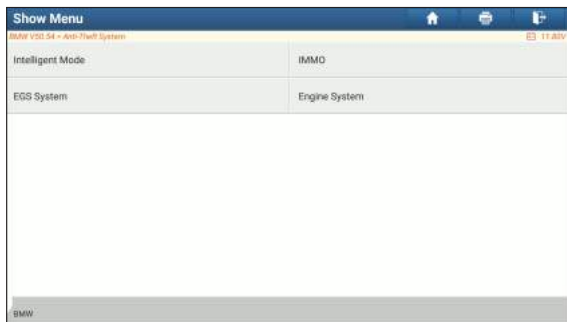 Show Menu
BMW V50.54 > Anti-Theft System
11.80V
Intelligent Mode
IMMO
EGS System
Engine System
BMW